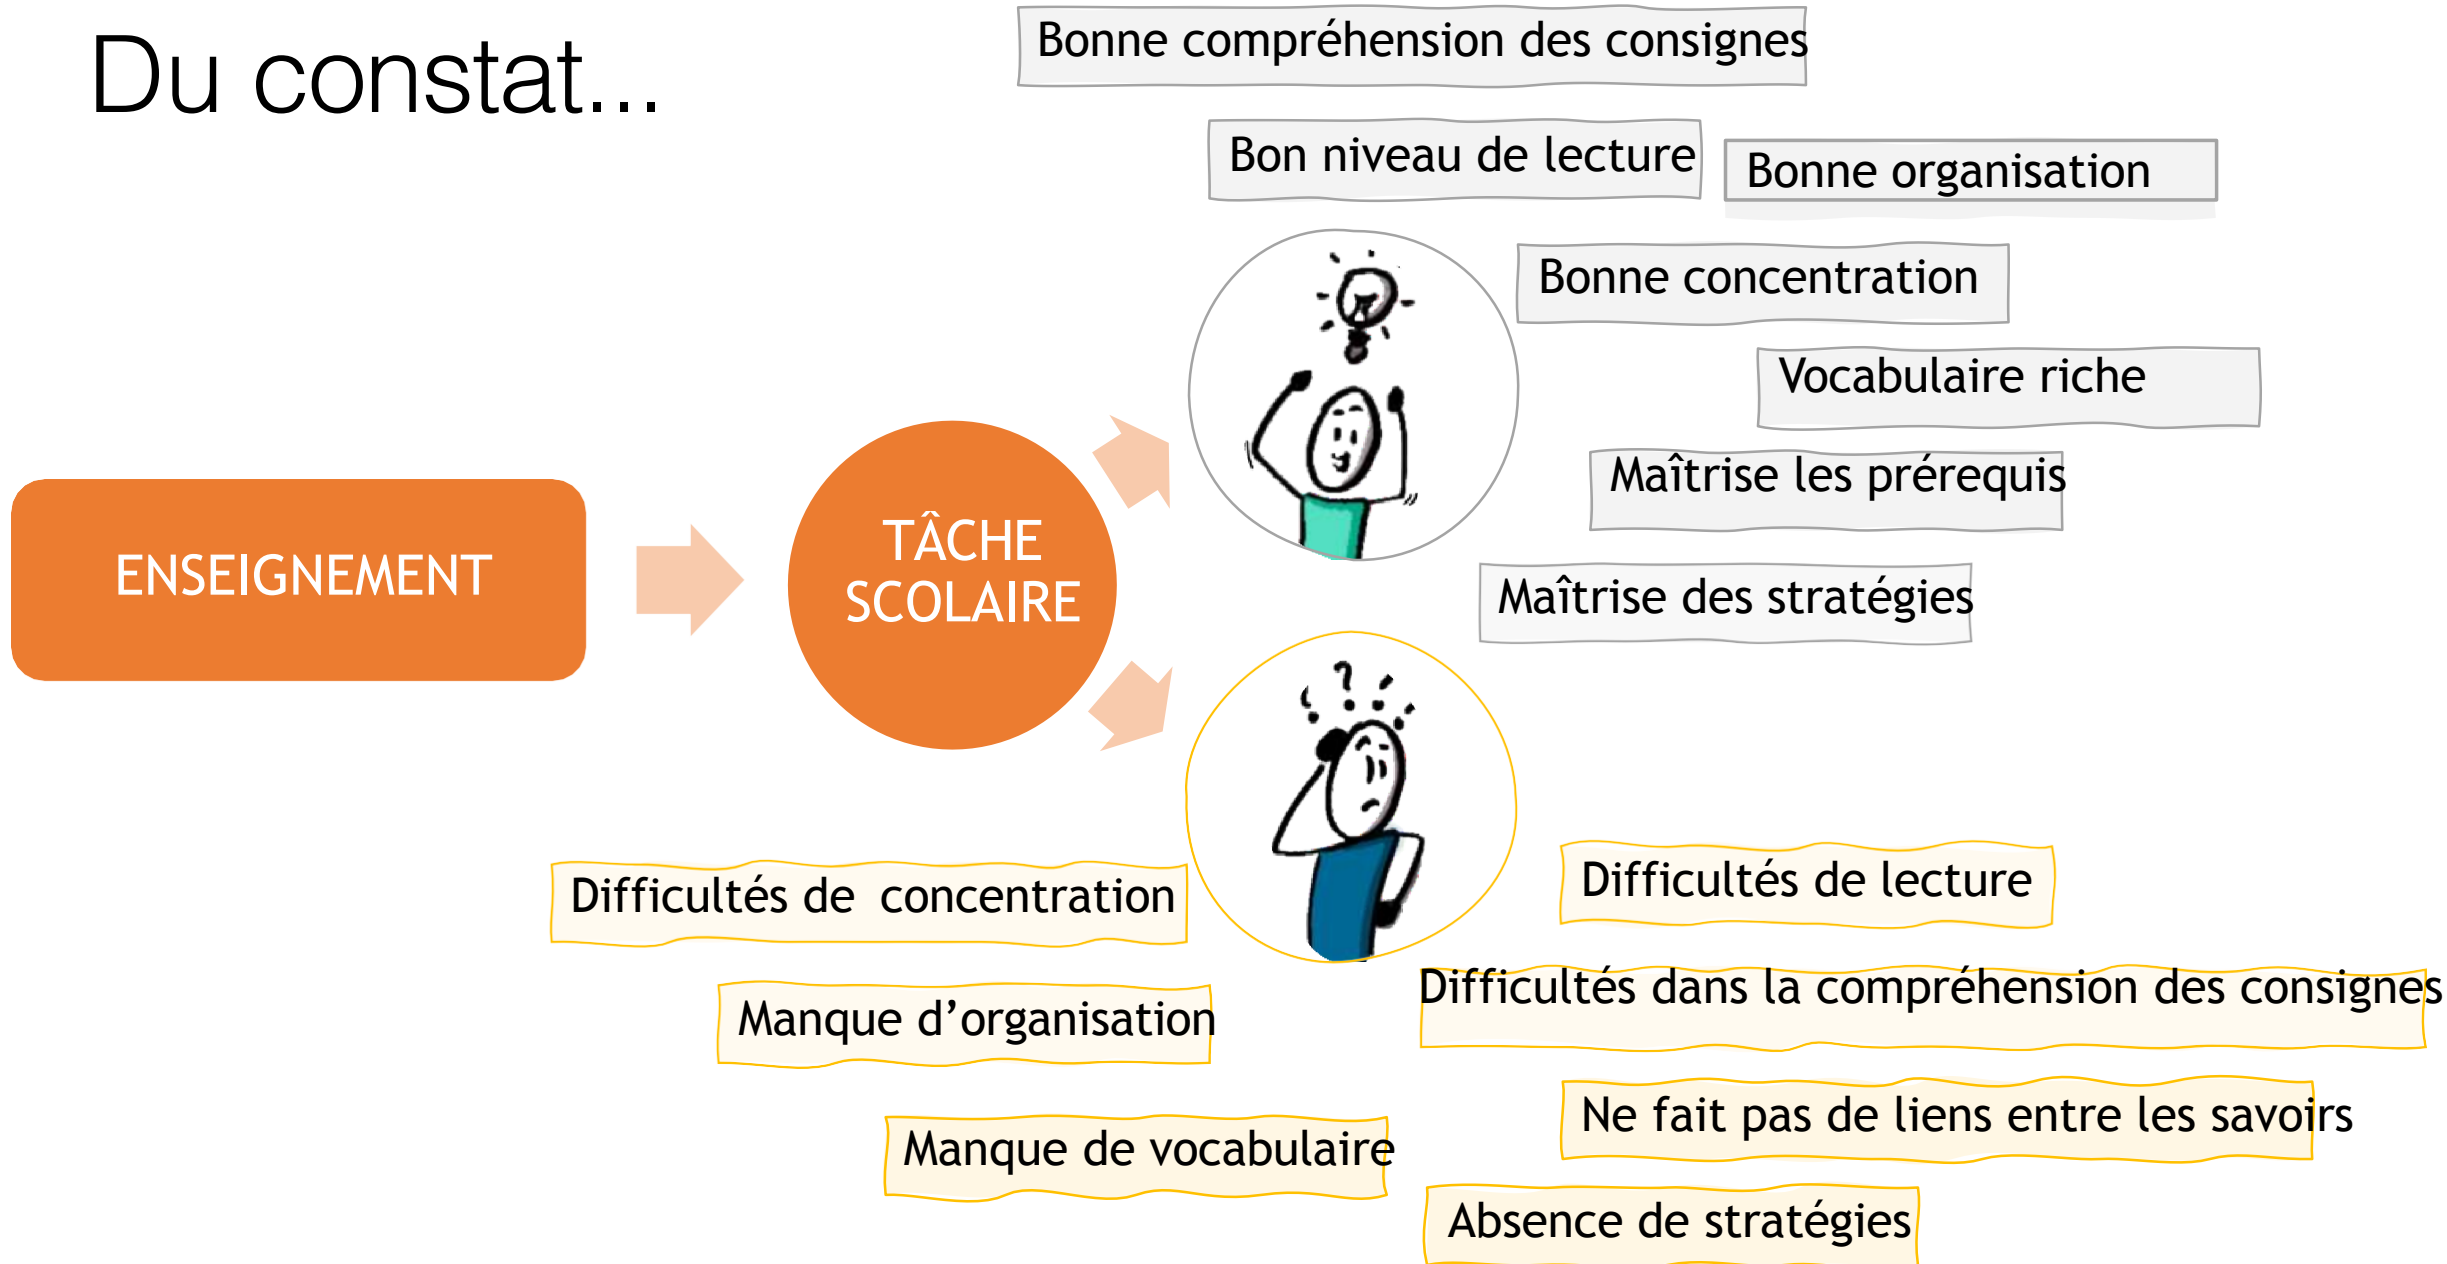 Du constat...
Bonne compréhension des consignes
Bon niveau de lecture
Bonne organisation
Bonne concentration
Vocabulaire riche
Maîtrise les prérequis
Maîtrise des stratégies
ENSEIGNEMENT
TÂCHE
SCOLAIRE
Difficultés de concentration
Manque d’organisation
Manque de vocabulaire
Difficultés de lecture
Difficultés dans la compréhension des consignes
Ne fait pas de liens entre les savoirs
Absence de stratégies